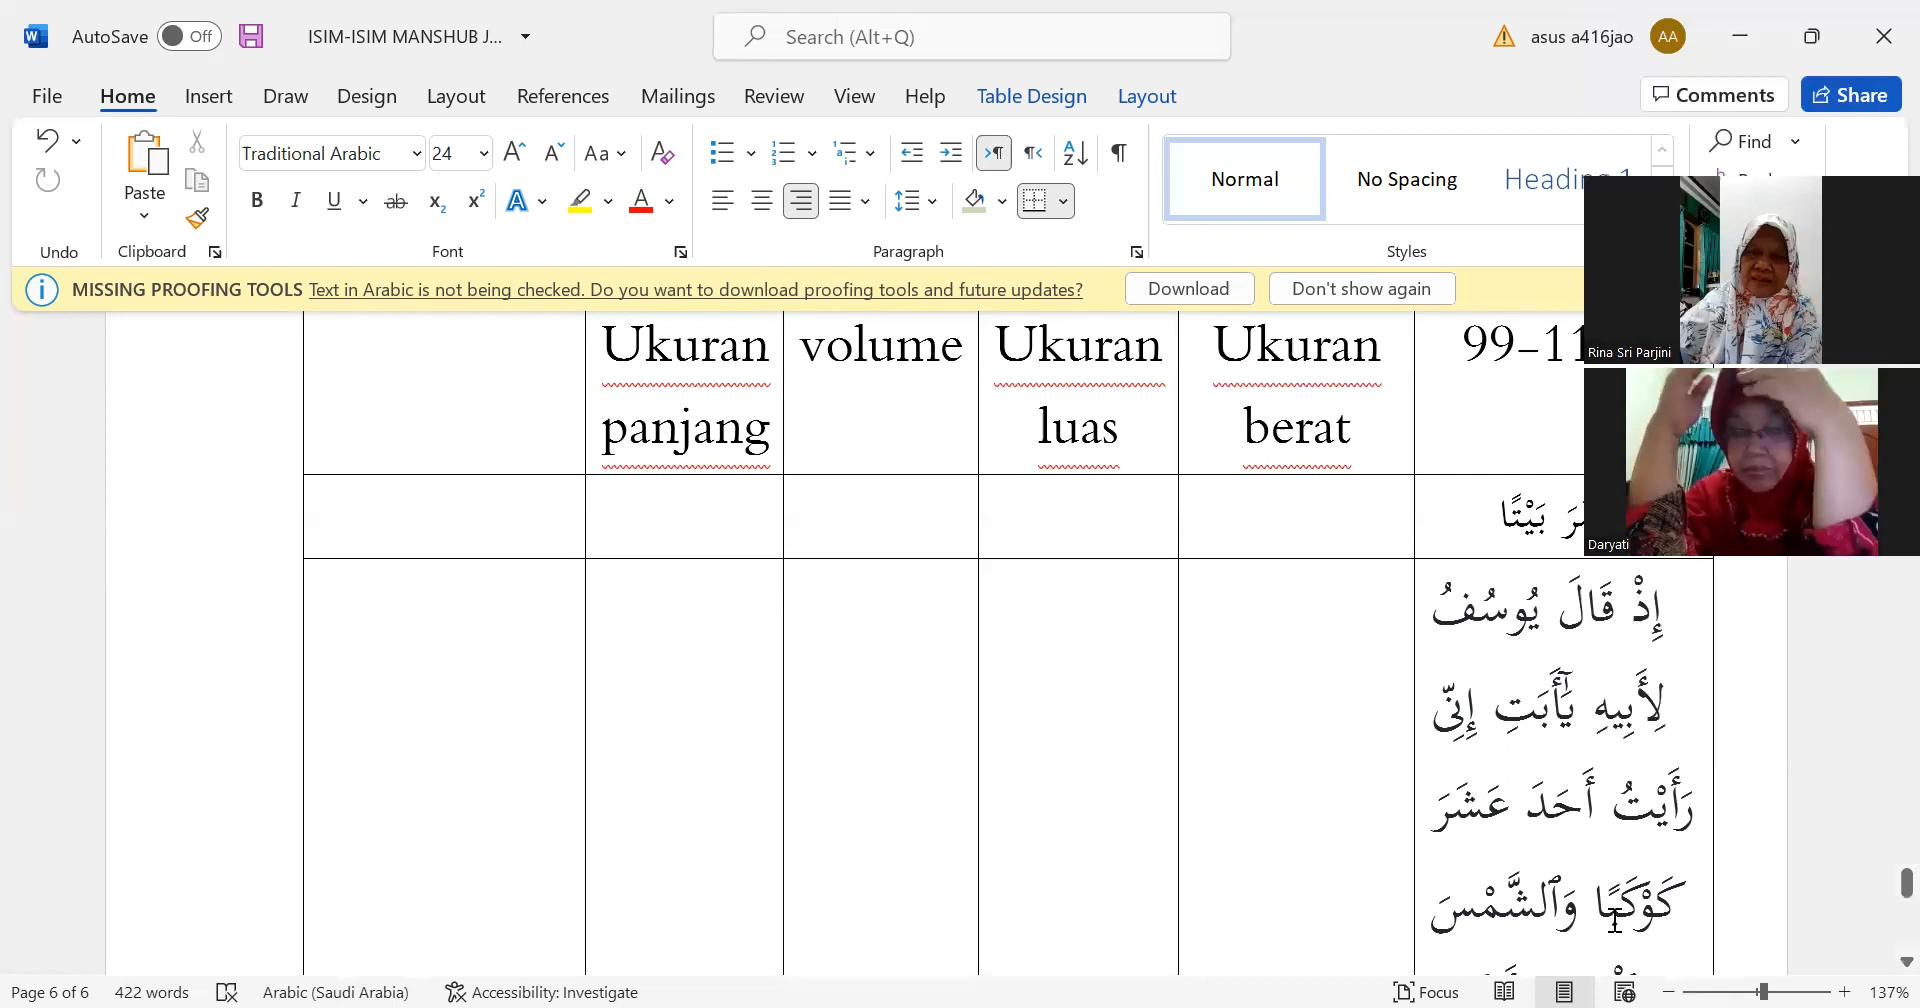 AutoSave Off ISIM-ISIM MANSHUB J... Search (Alt+Q) asus a416jao AA
File Home Insert Draw Design Layout References Mailings Review View Help Table Design Layout Comments Share
Traditional Arabic 24 Find
Paste Normal No Spacing Heading 1
Undo Clipboard Font Paragraph Styles
MISSING PROOFING TOOLS Text in Arabic is not being checked. Do you want to download proofing tools and future updates? Download Don't show again
Rina Sri Parjini
Daryati
Ukuran panjang
volume
Ukuran luas
Ukuran berat
99-11
بَيْتًا
إِذْ قَالَ يُوسُفُ
لِأَبِيهِ يَٰٓأَبَتِ إِنِّى
رَأَيْتُ أَحَدَ عَشَرَ
كَوْكَبًا وَٱلشَّمْسَ
Page 6 of 6 422 words Arabic (Saudi Arabia) Accessibility: Investigate Focus 137%